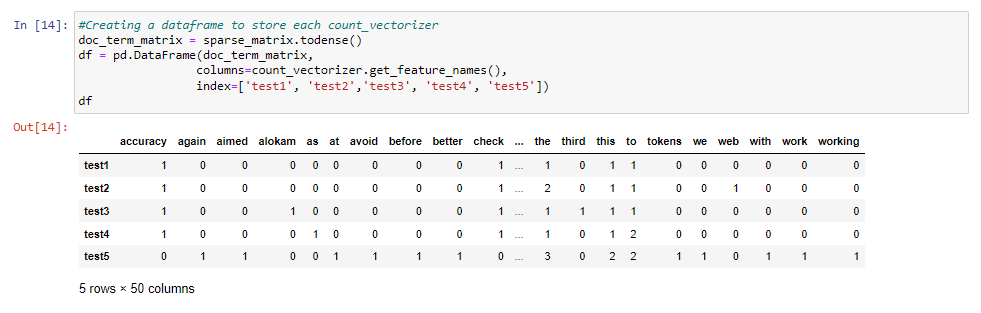 In [14]: #Creating a dataframe to store each count_vectorizer
doc_term_matrix = sparse_matrix.todense()
df = pd.DataFrame(doc_term_matrix,
columns=count_vectorizer.get_feature_names(),
index=['test1', 'test2','test3', 'test4', 'test5'])
df
Out[14]:
accuracy again aimed alokam as at avoid before better check ... the third this to tokens we web with work working
test1 1 0 0 0 0 0 0 0 0 1 ... 1 0 1 1 0 0 0 0 0 0
test2 1 0 0 0 0 0 0 0 0 1 ... 2 0 1 1 0 0 1 0 0 0
test3 1 0 0 1 0 0 0 0 0 1 ... 1 1 1 1 0 0 0 0 0 0
test4 1 0 0 0 1 0 0 0 0 1 ... 1 0 1 2 0 0 0 0 0 0
test5 0 1 1 0 0 1 1 1 1 0 ... 3 0 2 2 1 1 0 1 1 1
5 rows × 50 columns